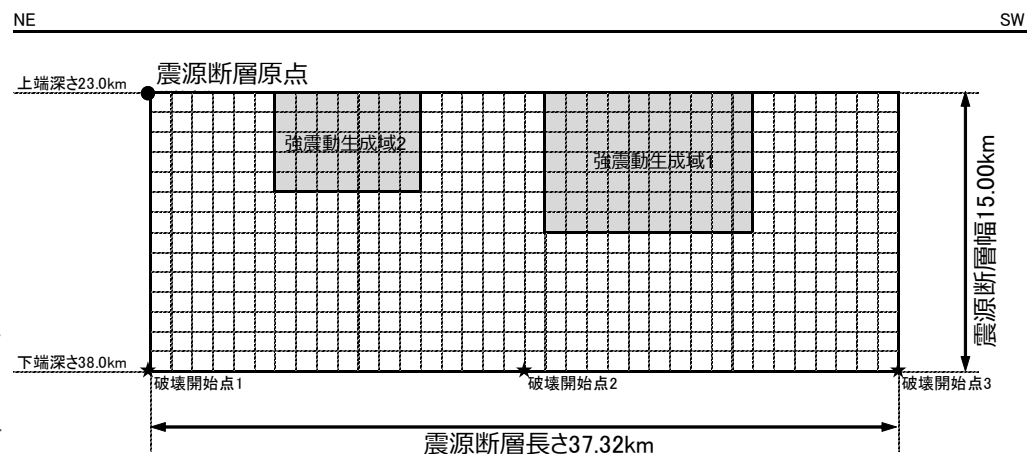 NE
SW
上端深さ23.0km
震源断層原点
強震動生成域2
強震動生成域1
震源断層幅15.00km
下端深さ38.0km
破壊開始点1
破壊開始点2
破壊開始点3
震源断層長さ37.32km